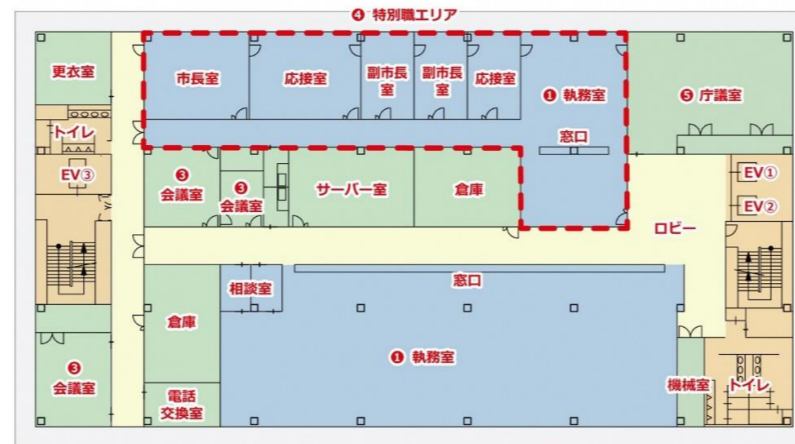 ❹ 特別職エリア
更衣室
市長室
応接室
副市長
室
副市長
室
応接室
❶ 執務室
❺ 庁議室
トイレ
窓口
EV③
❸
会議室
❸
会議室
サーバー室
倉庫
EV①
EV②
ロビー
相談室
窓口
倉庫
❶ 執務室
❸
会議室
電話
交換室
機械室
トイレ